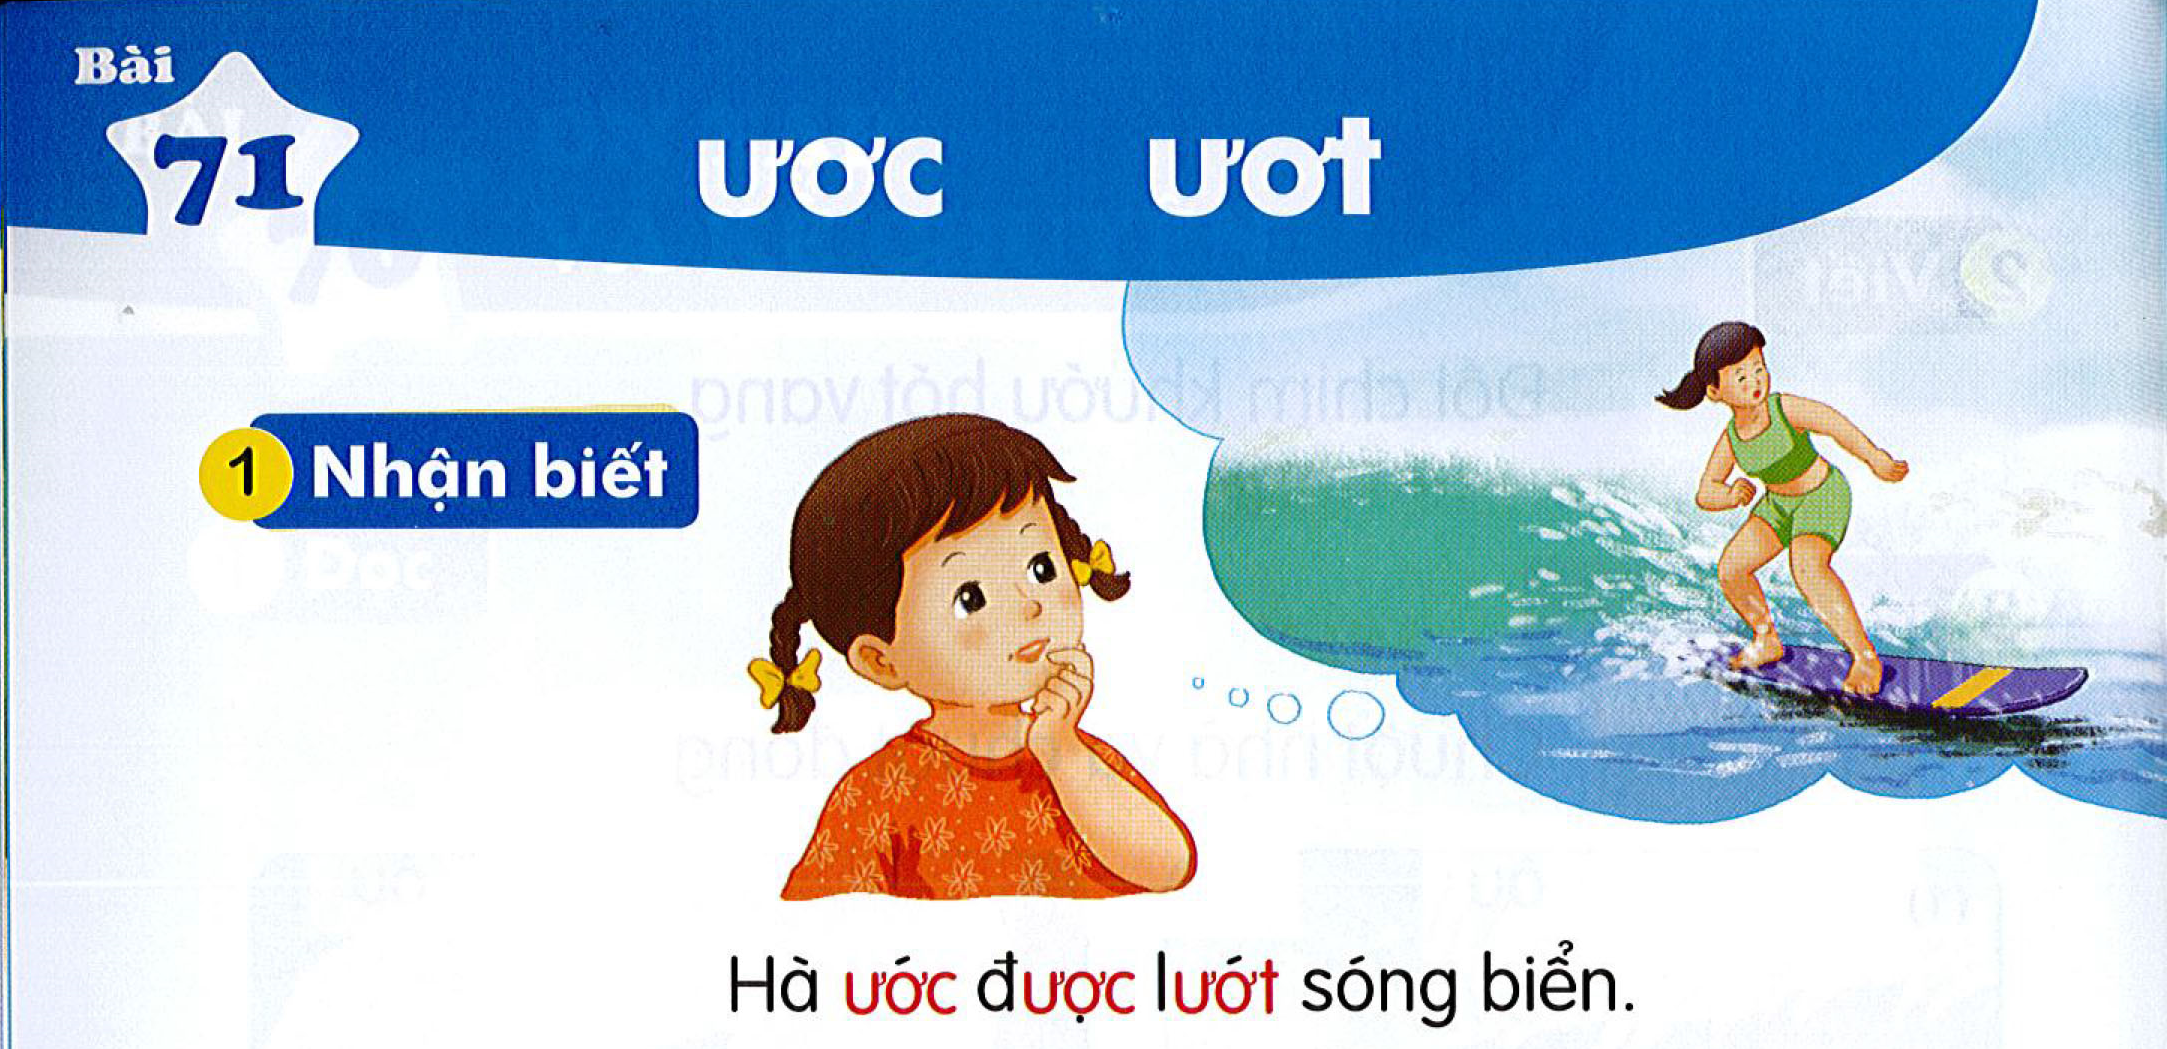 Bài
71
ươc ươt
1 Nhận biết
Hà ước được lướt sóng biển.